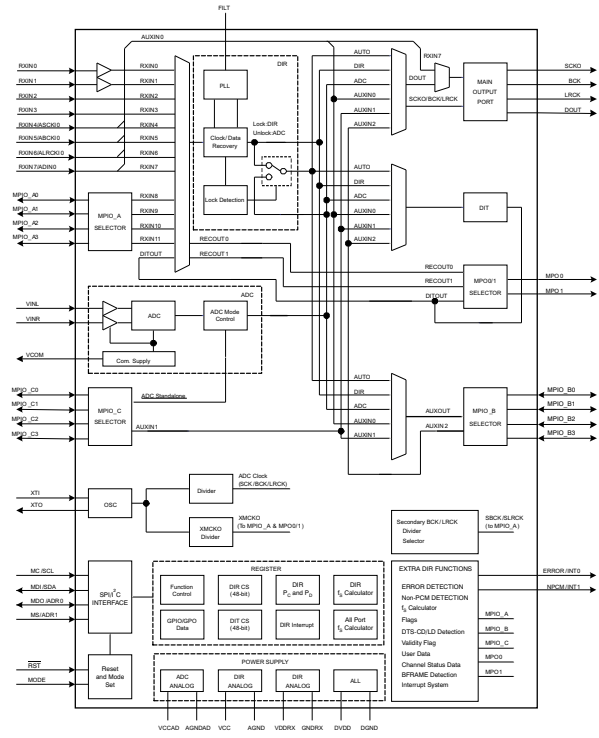 FILT
AUXIN0
RXIN0
RXIN1
RXIN2
RXIN3
RXIN4/ASCKI0
RXIN5/ABCKI0
RXIN6/ALRCKI0
RXIN7/ADIN0
RXIN0
RXIN1
RXIN2
RXIN3
RXIN4
RXIN5
RXIN6
RXIN7
RXIN8
RXIN9
RXIN10
RXIN11
DITOUT
MPIO_A0
MPIO_A1
MPIO_A2
MPIO_A3
MPIO_A
SELECTOR
DIR
PLL
Clock/Data
Recovery
Lock Detection
Lock:DIR
Unlock:ADC
RECOUT0
RECOUT1
AUTO
DIR
ADC
AUXIN0
AUXIN1
AUXIN2
RXIN7
DOUT
SCKO/BCK/LRCK
MAIN
OUTPUT
PORT
SCKO
BCK
LRCK
DOUT
AUTO
DIR
ADC
AUXIN0
AUXIN1
AUXIN2
DIT
RECOUT0
RECOUT1
DITOUT
MPO0/1
SELECTOR
MPO0
MPO1
VINL
VINR
VCOM
ADC
ADC
ADC Mode
Control
Com. Supply
MPIO_C0
MPIO_C1
MPIO_C2
MPIO_C3
MPIO_C
SELECTOR
ADC Standalone
AUXIN1
AUTO
DIR
ADC
AUXIN0
AUXIN1
AUXOUT
AUXIN2
MPIO_B
SELECTOR
MPIO_B0
MPIO_B1
MPIO_B2
MPIO_B3
XTI
XTO
OSC
Divider
ADC Clock
(SCK/BCK/LRCK)
XMCKO
Divider
XMCKO
(To MPIO_A & MPO0/1)
Secondary BCK/LRCK
Divider
Selector
SBCK/SLRCK
(to MPIO_A)
MC/SCL
MDI/SDA
MDO/ADR0
MS/ADR1
SPI/I²C
INTERFACE
RST
MODE
Reset
and Mode
Set
REGISTER
Function
Control
DIR CS
(48-bit)
DIR
PC and PD
DIR
fS Calculator
GPIO/GPO
Data
DIT CS
(48-bit)
DIR Interrupt
All Port
fS Calculator
POWER SUPPLY
ADC
ANALOG
DIR
ANALOG
DIR
ANALOG
ALL
VCCAD
AGNDAD
VCC
AGND
VDDRX
GNDRX
DVDD
DGND
EXTRA DIR FUNCTIONS
ERROR DETECTION
Non-PCM DETECTION
fS Calculator
Flags
DTS-CD/LD Detection
Validity Flag
User Data
Channel Status Data
BFRAME Detection
Interrupt System
ERROR/INT0
NPCM/INT1
MPIO_A
MPIO_B
MPIO_C
MPO0
MPO1